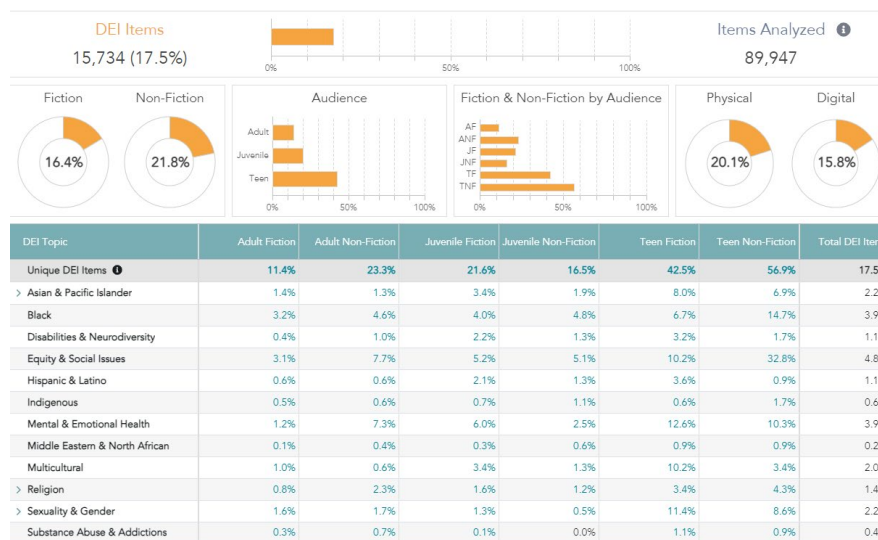 DEI Items
15,734 (17.5%)
0% 50% 100%
Items Analyzed
89,947
Fiction Non-Fiction
16.4% 21.8%
Audience
Adult
Juvenile
Teen
0% 50% 100%
Fiction & Non-Fiction by Audience
AF
ANF
JF
JNF
TF
TNF
0% 50% 100%
Physical Digital
20.1% 15.8%
DEI Topic Adult Fiction Adult Non-Fiction Juvenile Fiction Juvenile Non-Fiction Teen Fiction Teen Non-Fiction Total DEI Iter
Unique DEI Items 11.4% 23.3% 21.6% 16.5% 42.5% 56.9% 17.5
> Asian & Pacific Islander 1.4% 1.3% 3.4% 1.9% 8.0% 6.9% 2.2
Black 3.2% 4.6% 4.0% 4.8% 6.7% 14.7% 3.9
Disabilities & Neurodiversity 0.4% 1.0% 2.2% 1.3% 3.2% 1.7% 1.1
Equity & Social Issues 3.1% 7.7% 5.2% 5.1% 10.2% 32.8% 4.8
Hispanic & Latino 0.6% 0.6% 2.1% 1.3% 3.6% 0.9% 1.1
Indigenous 0.5% 0.6% 0.7% 1.1% 0.6% 1.7% 0.6
Mental & Emotional Health 1.2% 7.3% 6.0% 2.5% 12.6% 10.3% 3.9
Middle Eastern & North African 0.1% 0.4% 0.3% 0.6% 0.9% 0.9% 0.2
Multicultural 1.0% 0.6% 3.4% 1.3% 10.2% 3.4% 2.0
> Religion 0.8% 2.3% 1.6% 1.2% 3.4% 4.3% 1.4
> Sexuality & Gender 1.6% 1.7% 1.3% 0.5% 11.4% 8.6% 2.2
Substance Abuse & Addictions 0.3% 0.7% 0.1% 0.0% 1.1% 0.9% 0.4